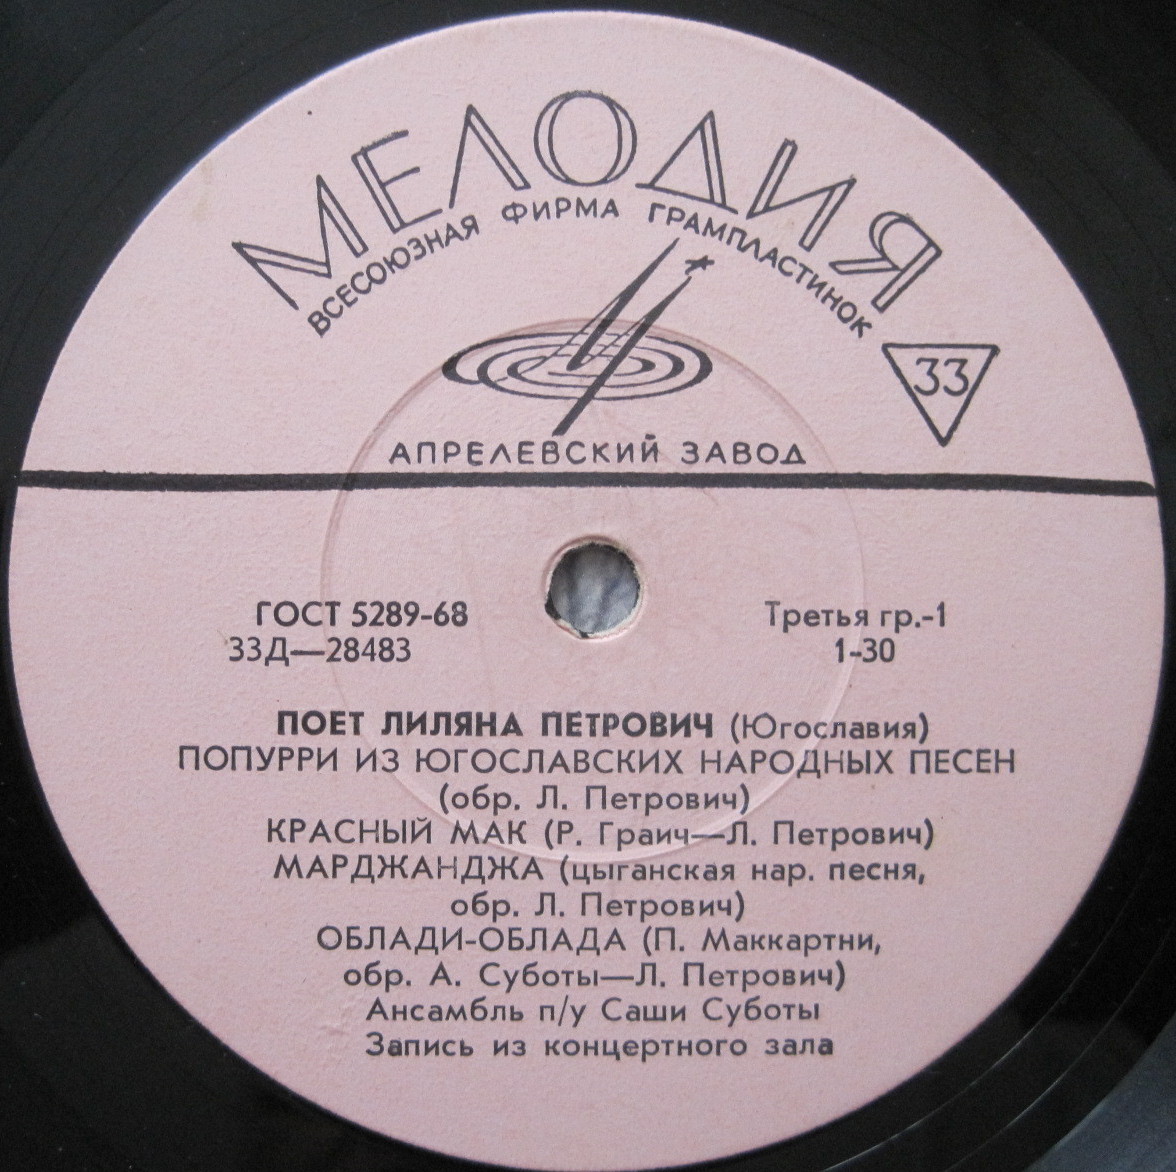 МЕЛОДИЯ
ВСЕСОЮЗНАЯ ФИРМА ГРАМПЛАСТИНОК
33
АПРЕЛЕВСКИЙ ЗАВОД
ГОСТ 5289-68
Третья гр.-1
33Д—28483
1-30
ПОЕТ ЛИЛЯНА ПЕТРОВИЧ (Югославия)
ПОПУРРИ ИЗ ЮГОСЛАВСКИХ НАРОДНЫХ ПЕСЕН
(обр. Л. Петрович)
КРАСНЫЙ МАК (Р. Граич—Л. Петрович)
МАРДЖАНДЖА (цыганская нар. песня,
обр. Л. Петрович)
ОБЛАДИ-ОБЛАДА (П. Маккартни,
обр. А. Суботы—Л. Петрович)
Ансамбль п/у Саши Суботы
Запись из концертного зала